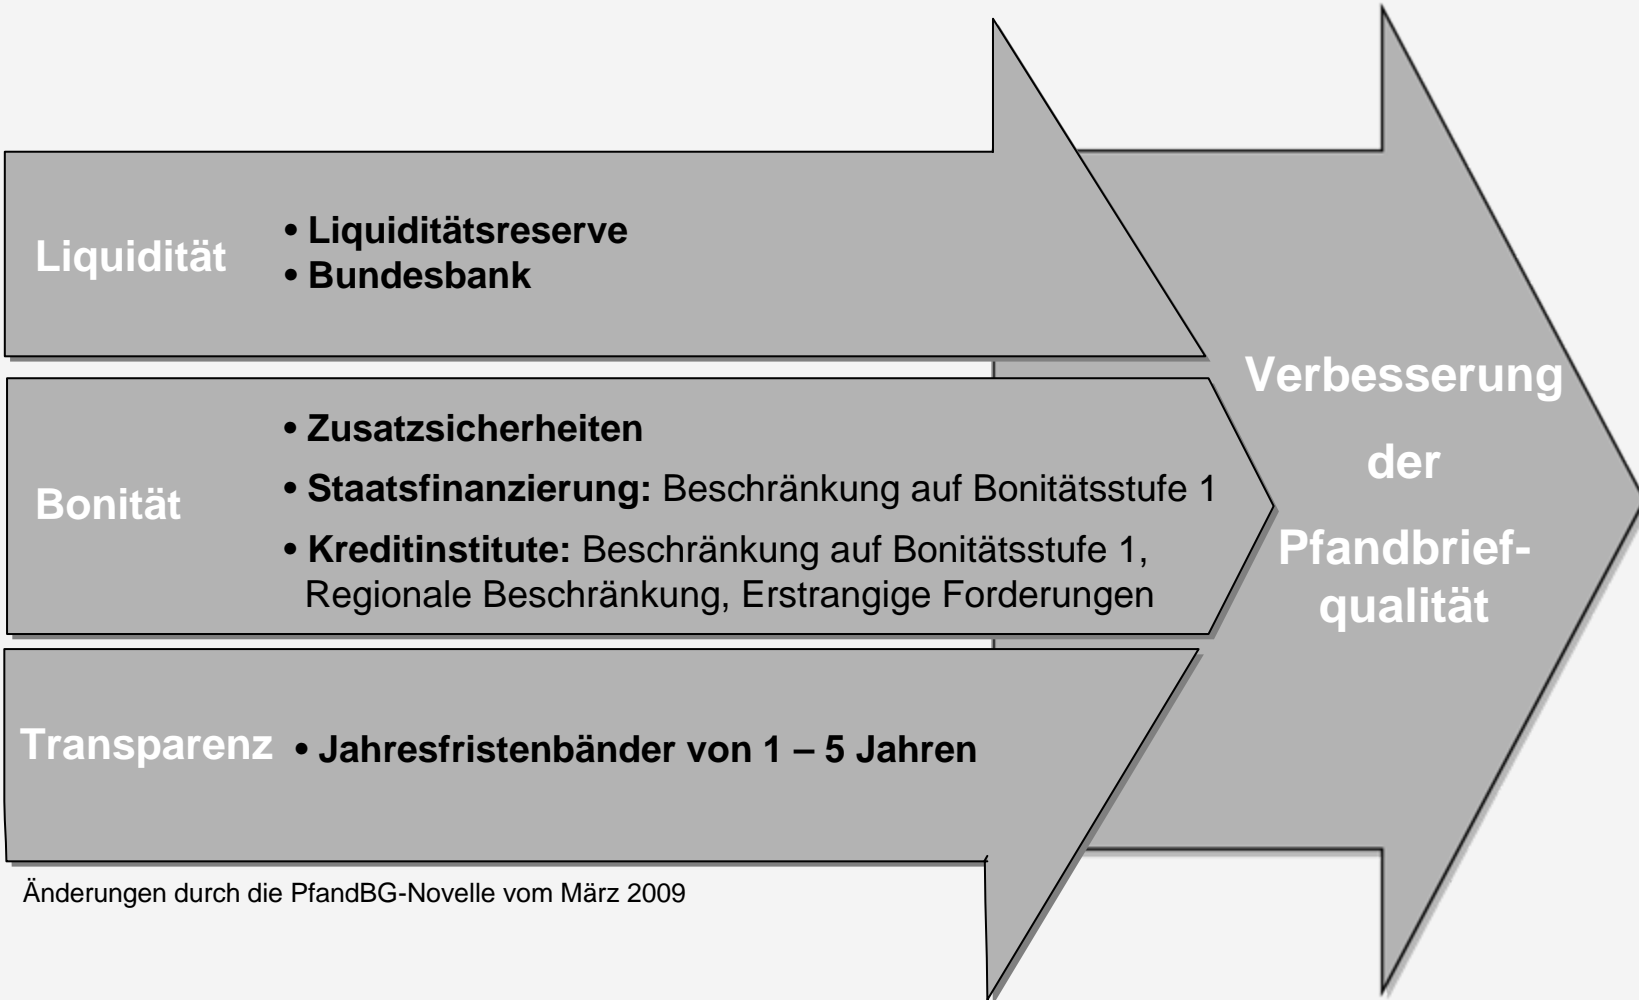 Liquidität
• Liquiditätsreserve
• Bundesbank
Bonität
• Zusatzsicherheiten
• Staatsfinanzierung: Beschränkung auf Bonitätsstufe 1
• Kreditinstitute: Beschränkung auf Bonitätsstufe 1,
Regionale Beschränkung, Erstrangige Forderungen
Transparenz
• Jahresfristenbänder von 1 – 5 Jahren
Verbesserung
der
Pfandbrief-
qualität
Änderungen durch die PfandBG-Novelle vom März 2009